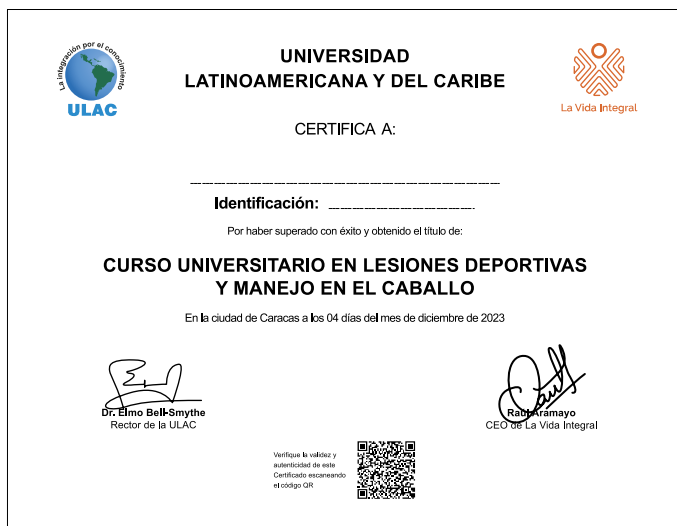 La integración por el conocimiento
ULAC
UNIVERSIDAD
LATINOAMERICANA Y DEL CARIBE
La Vida Integral
CERTIFICA A:
Identificación:
Por haber superado con éxito y obtenido el título de:
CURSO UNIVERSITARIO EN LESIONES DEPORTIVAS
Y MANEJO EN EL CABALLO
En la ciudad de Caracas a los 04 días del mes de diciembre de 2023
Dr. Elmo Bell-Smythe
Rector de la ULAC
Raúl Aramayo
CEO de La Vida Integral
Verifique la validez y
autenticidad de este
Certificado escaneando
el código QR